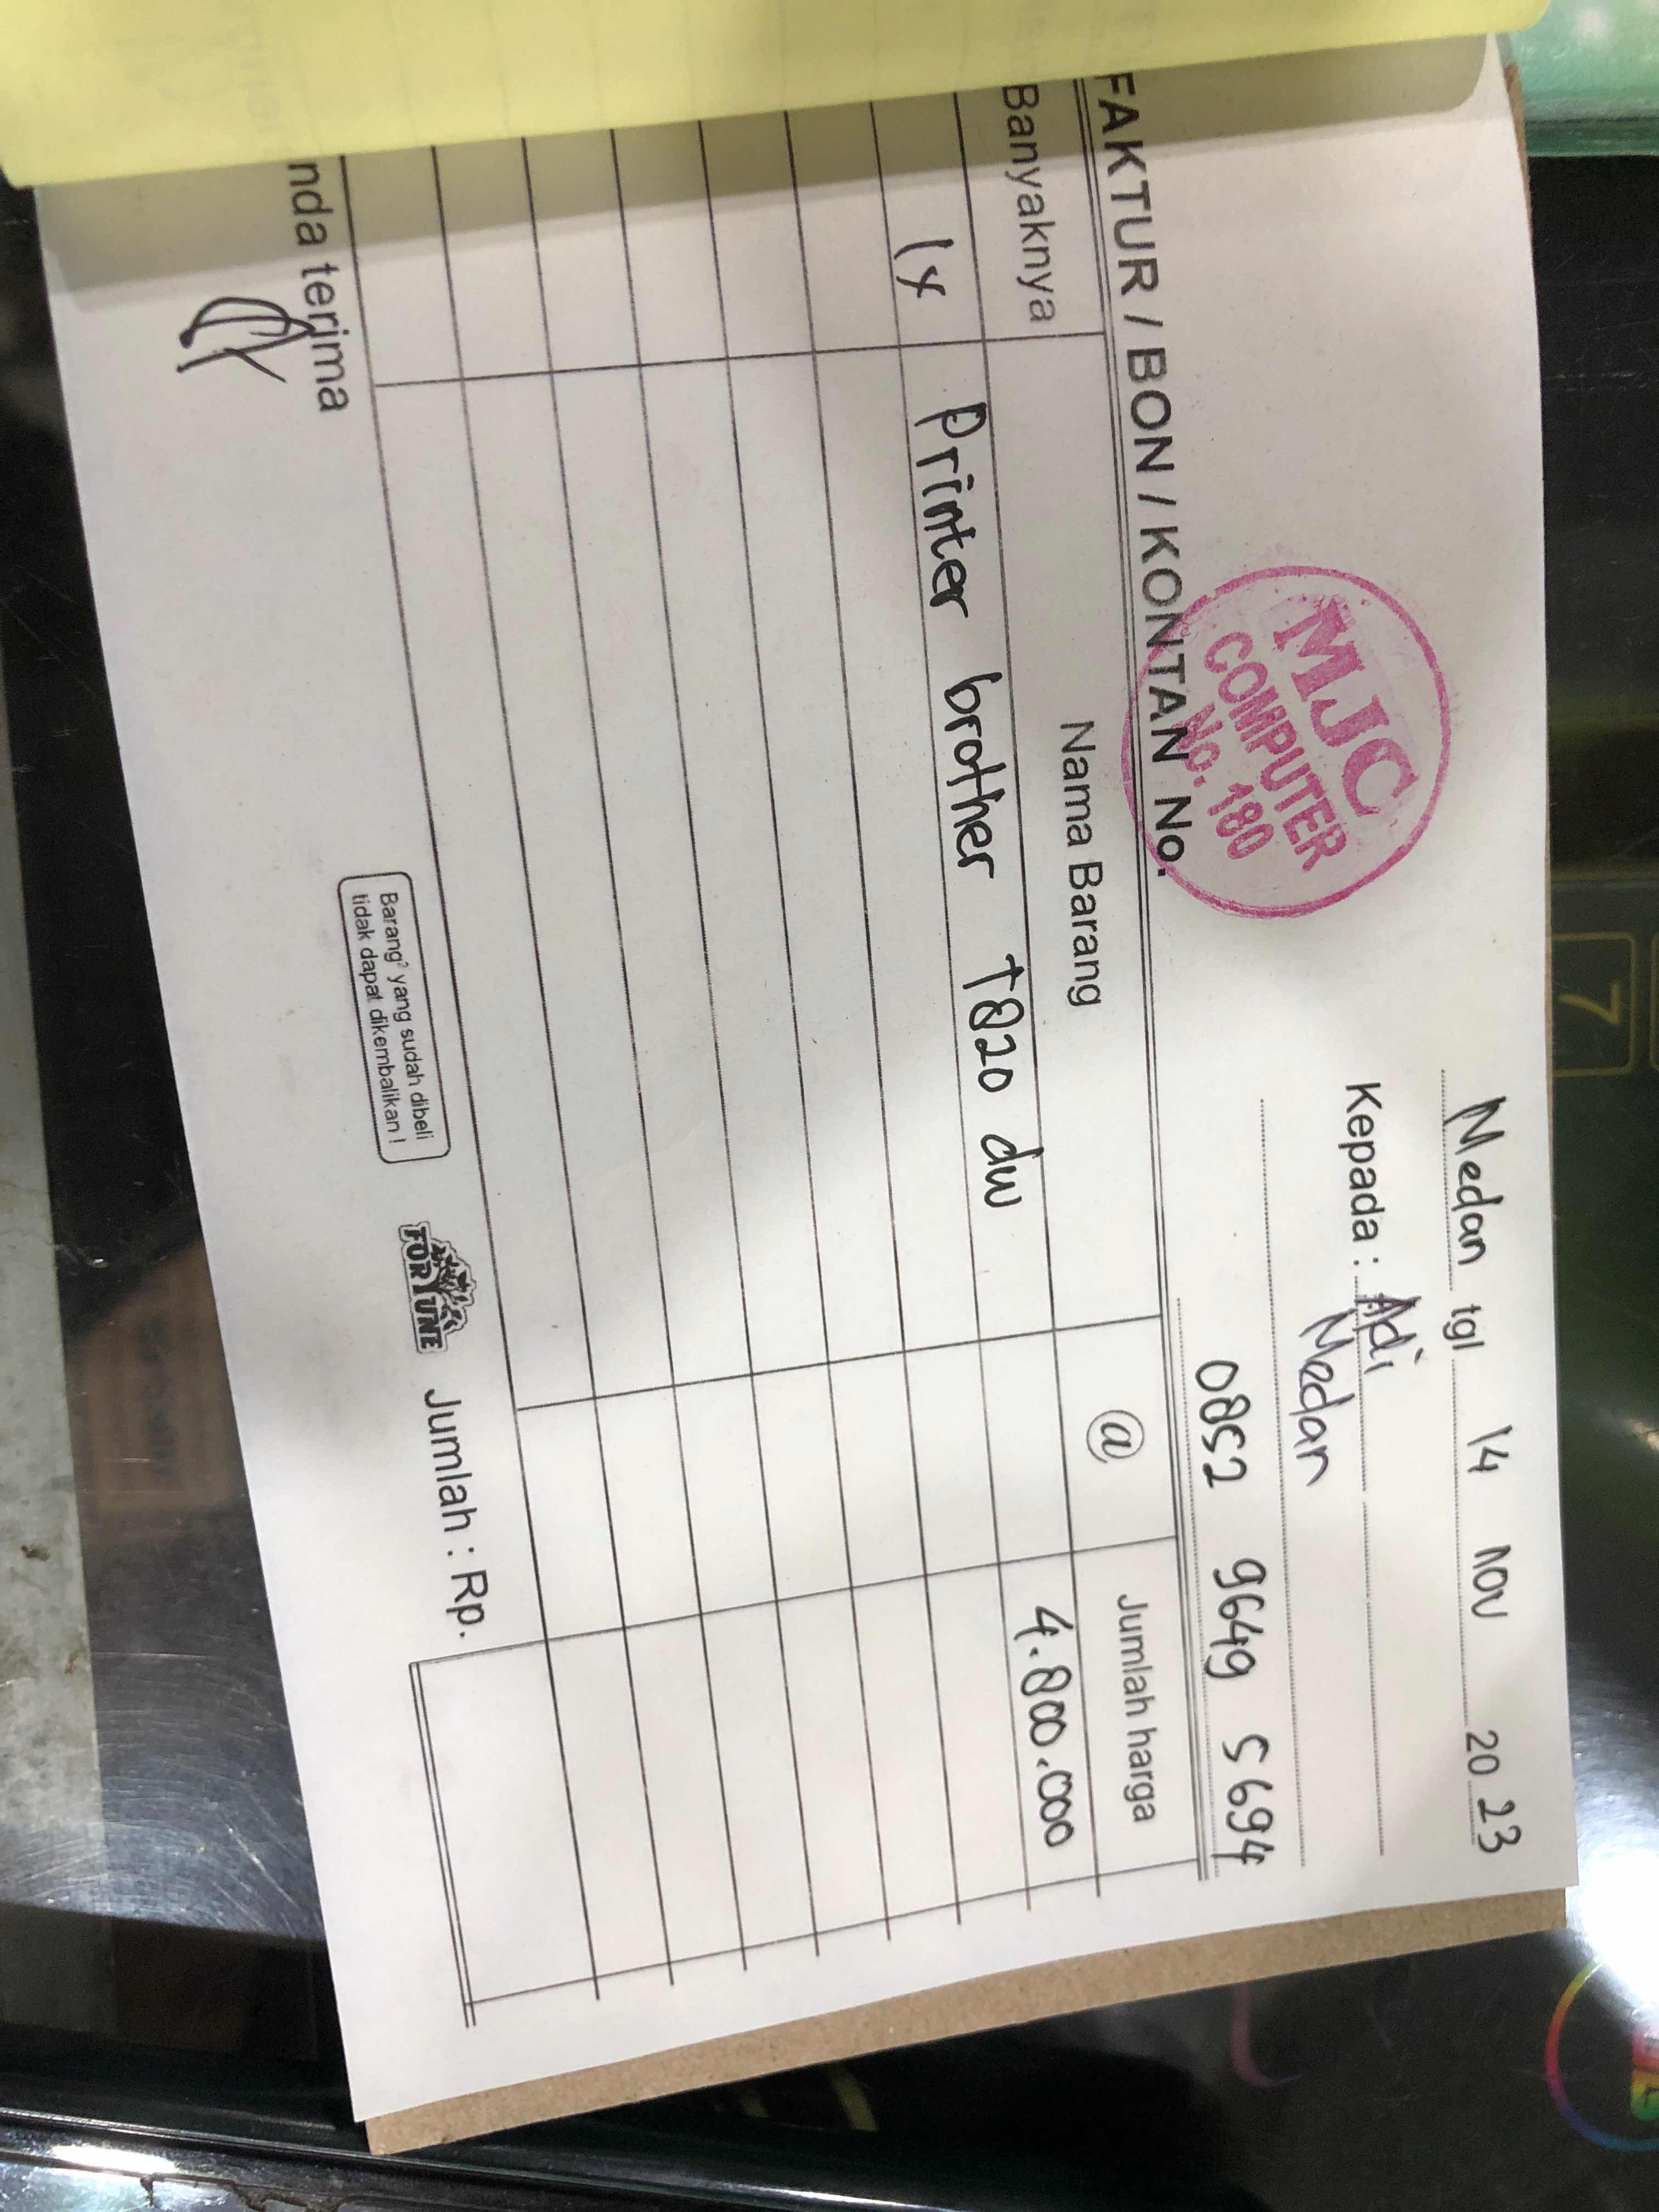 Medan tgl 14 NOV 2023
Kepada : Adi
Medan
0852 9649 5694
MJC
COMPUTER
No. 180
FAKTUR / BON / KONTAN No.
Banyaknya Nama Barang @ Jumlah harga
1x Printer brother T820 dw 4.800.000
nda terima
Barang² yang sudah dibeli
tidak dapat dikembalikan !
FORTUNE
Jumlah : Rp.
7